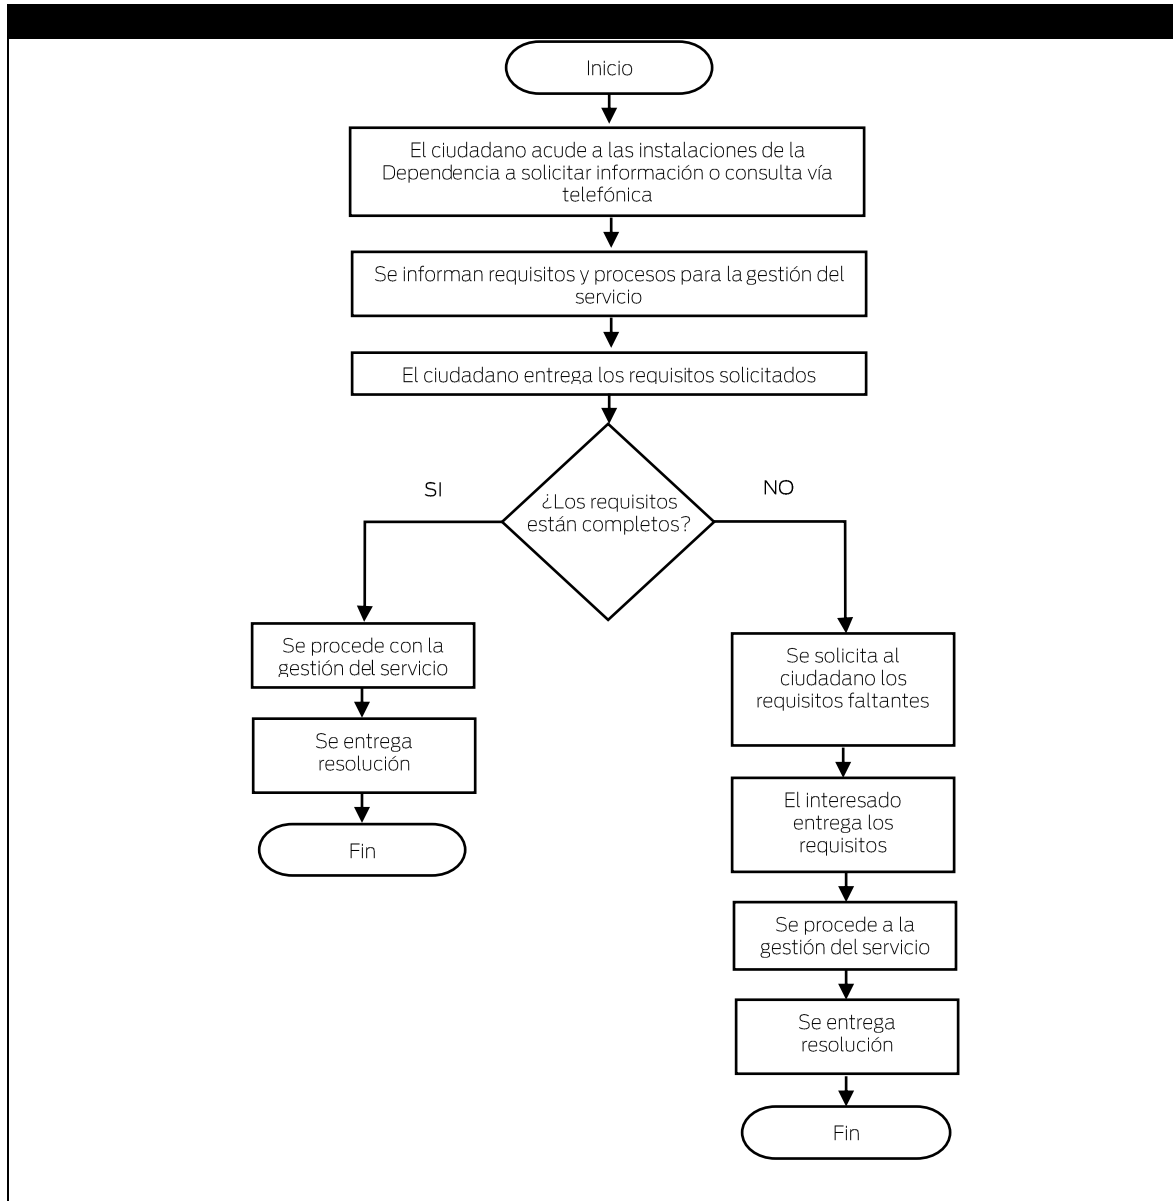 Inicio
El ciudadano acude a las instalaciones de la
Dependencia a solicitar información o consulta vía
telefónica
Se informan requisitos y procesos para la gestión del
servicio
El ciudadano entrega los requisitos solicitados
SI
¿Los requisitos
están completos?
NO
Se procede con la
gestión del servicio
Se entrega
resolución
Fin
Se solicita al
ciudadano los
requisitos faltantes
El interesado
entrega los
requisitos
Se procede a la
gestión del servicio
Se entrega
resolución
Fin